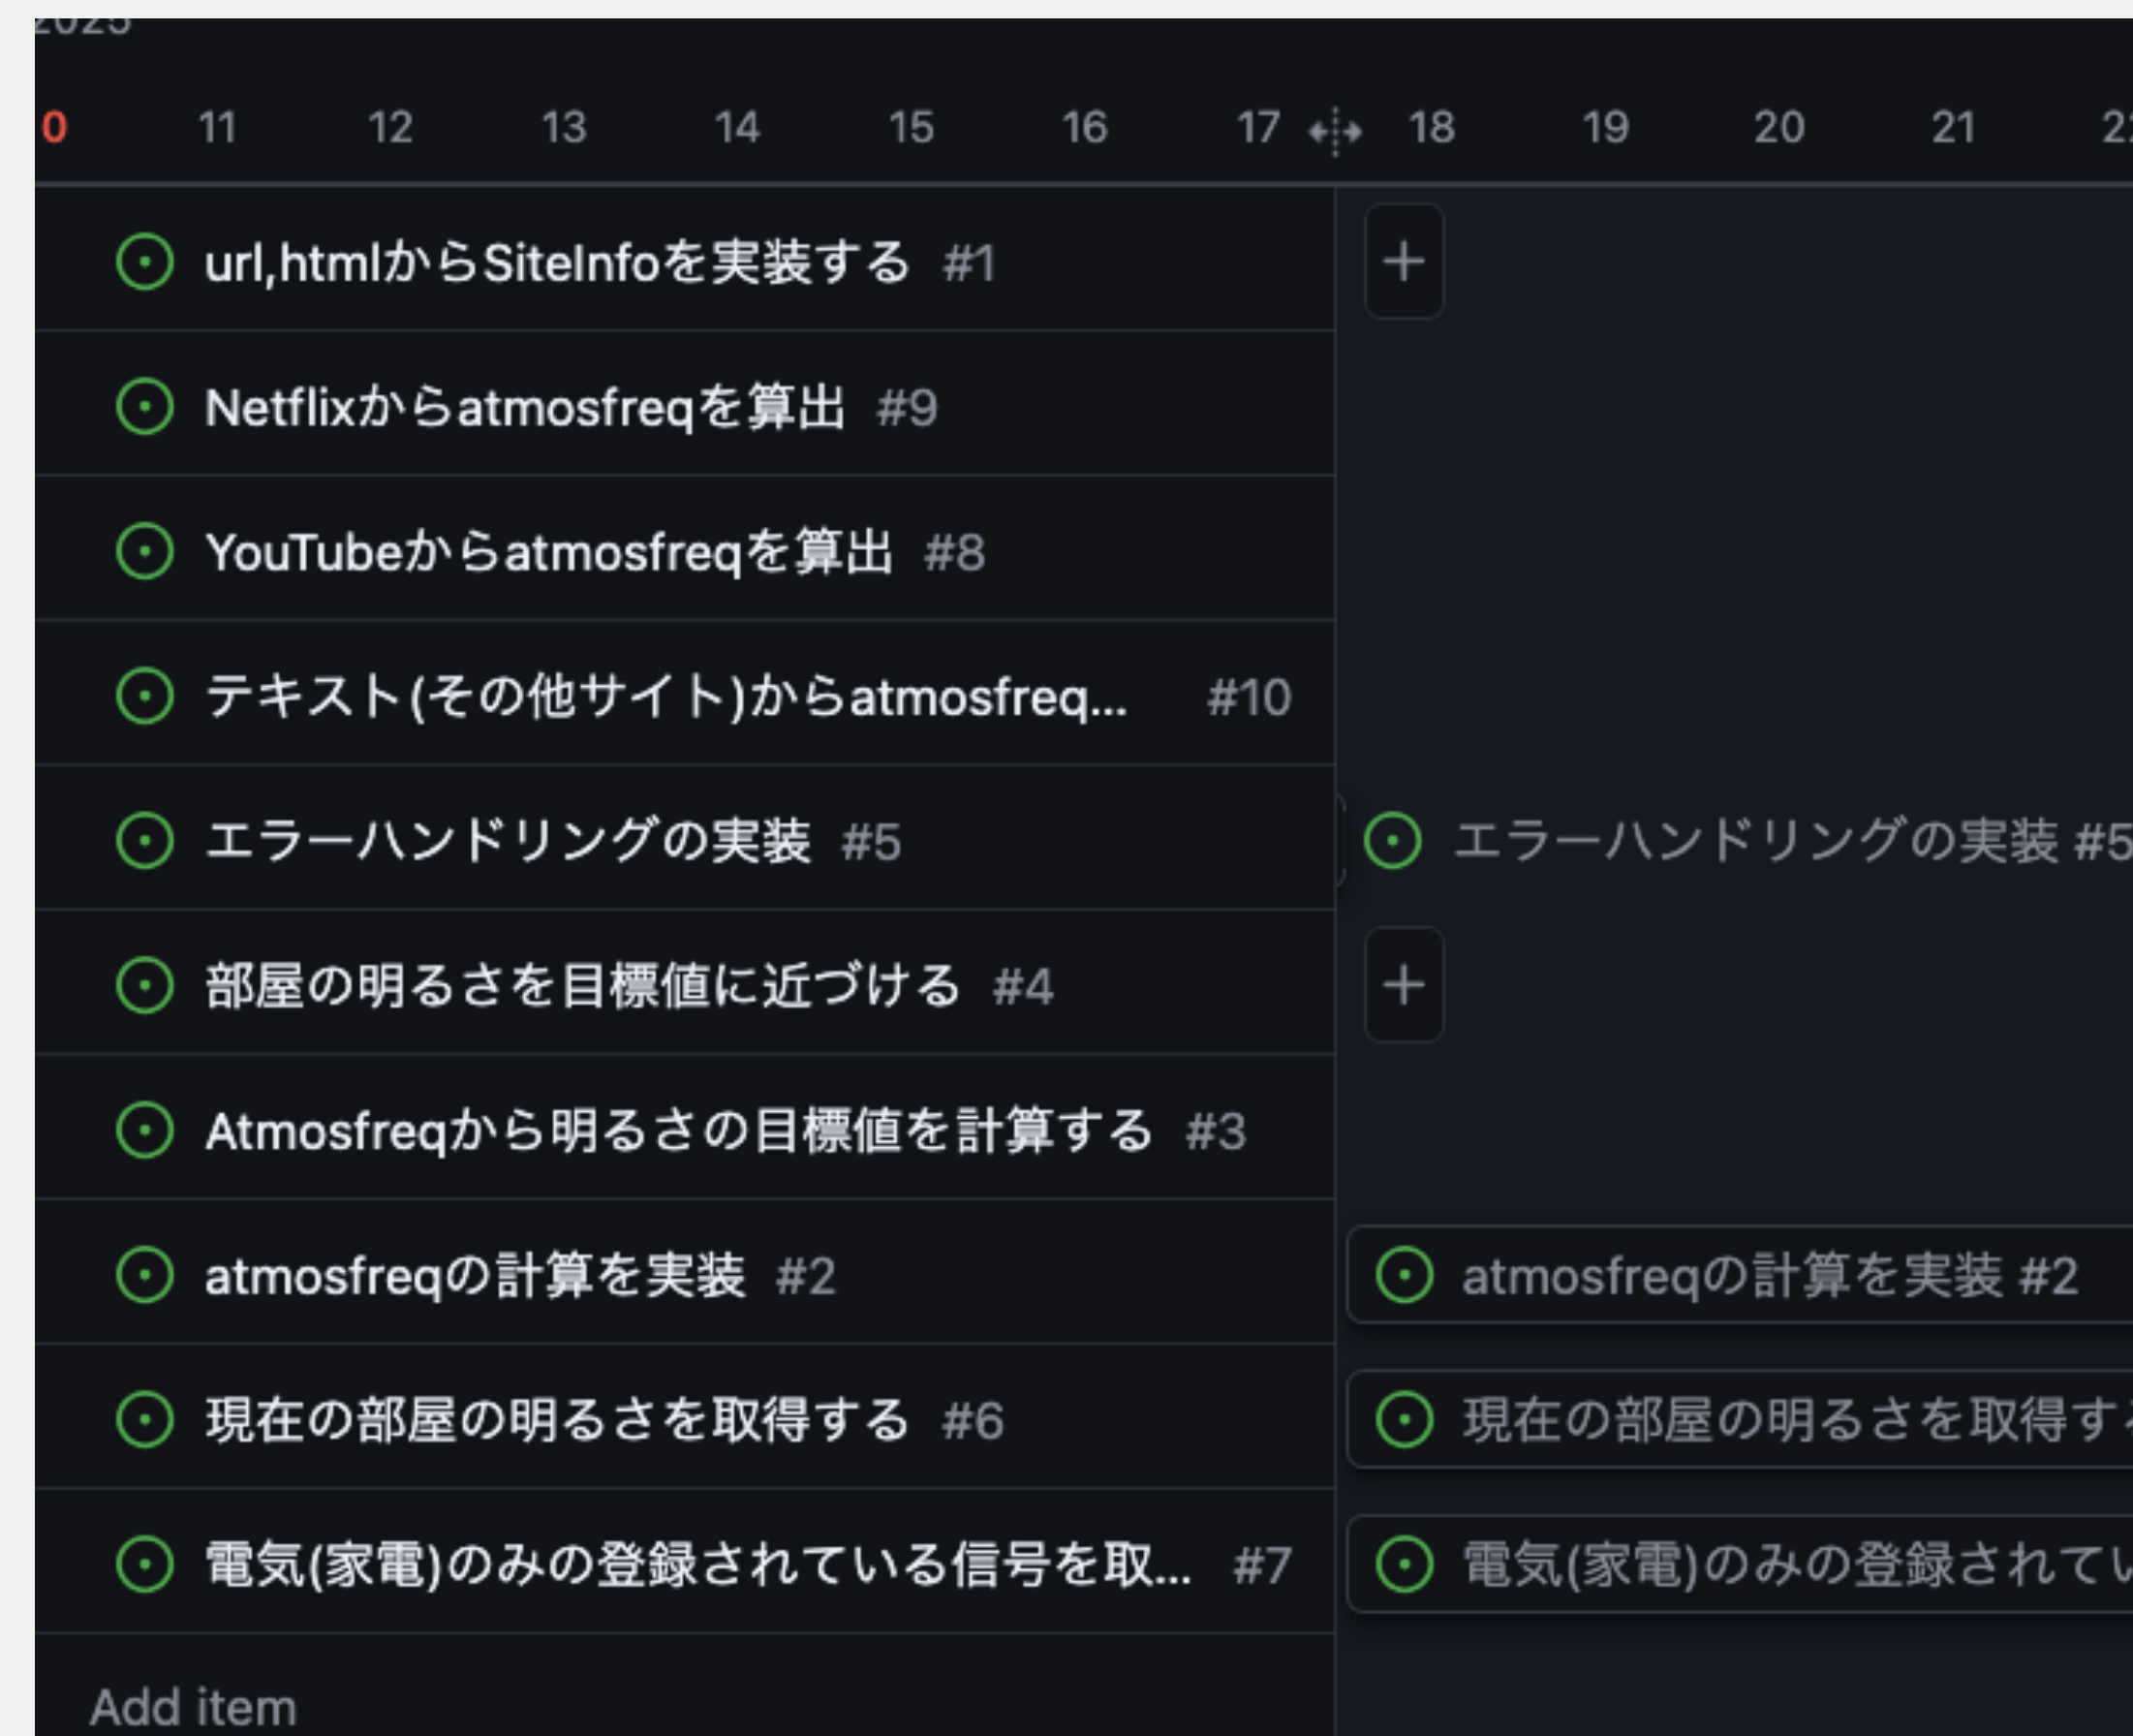 2025
0 11 12 13 14 15 16 17 18 19 20 21
url,htmlからSiteInfoを実装する #1
Netflixからatmosfreqを算出 #9
YouTubeからatmosfreqを算出 #8
テキスト(その他サイト)からatmosfreq... #10
エラーハンドリングの実装 #5 エラーハンドリングの実装 #5
部屋の明るさを目標値に近づける #4
Atmosfreqから明るさの目標値を計算する #3
atmosfreqの計算を実装 #2 atmosfreqの計算を実装 #2
現在の部屋の明るさを取得する #6 現在の部屋の明るさを取得する
電気(家電)のみの登録されている信号を取... #7 電気(家電)のみの登録されてい
Add item